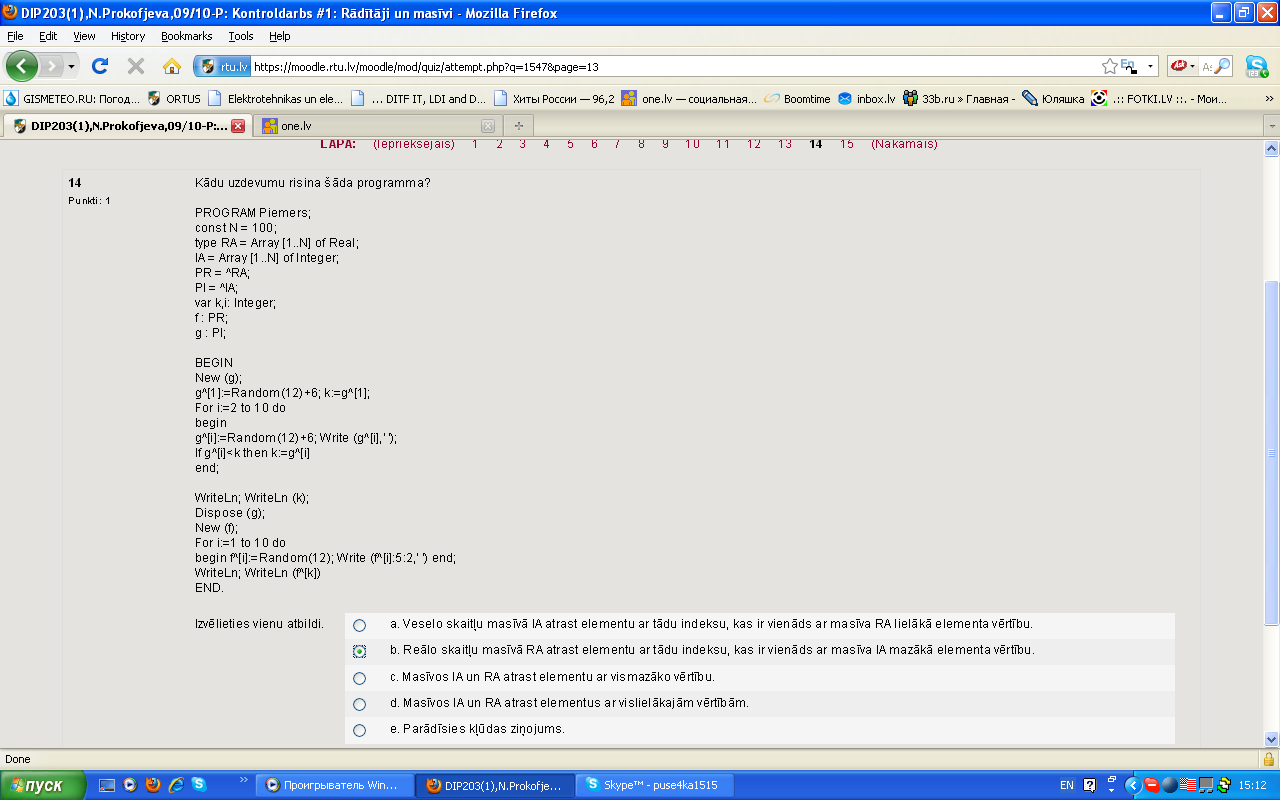 DIP203(1),N.Prokofjeva,09/10-P: Kontroldarbs #1: Rādītāji un masīvi - Mozilla Firefox
File Edit View History Bookmarks Tools Help
rtu.lv https://moodle.rtu.lv/moodle/mod/quiz/attempt.php?q=1547&page=13
GISMETEO.RU: Погод... ORTUS Elektrotehnikas un ele... ... DITF IT, LDI and D... Хиты России — 96,2 one.lv — социальная... Boomtime inbox.lv 33b.ru » Главная - Юляшка .:: FOTKI.LV ::. - Мои... »
DIP203(1),N.Prokofjeva,09/10-P:... one.lv
LAPA: (Iepriekšējais) 1 2 3 4 5 6 7 8 9 10 11 12 13 14 15 (Nākamais)
14 Kādu uzdevumu risina šāda programma?
Punkti: 1
PROGRAM Piemers;
const N = 100;
type RA = Array [1..N] of Real;
IA = Array [1..N] of Integer;
PR = ^RA;
PI = ^IA;
var k,i: Integer;
f : PR;
g : PI;
BEGIN
New (g);
g^[1]:=Random(12)+6; k:=g^[1];
For i:=2 to 10 do
begin
g^[i]:=Random(12)+6; Write (g^[i],' ');
If g^[i]<k then k:=g^[i]
end;
WriteLn; WriteLn (k);
Dispose (g);
New (f);
For i:=1 to 10 do
begin f^[i]:=Random(12); Write (f^[i]:5:2,' ') end;
WriteLn; WriteLn (f^[k])
END.
Izvēlieties vienu atbildi.
a. Veselo skaitļu masīvā IA atrast elementu ar tādu indeksu, kas ir vienāds ar masīva RA lielākā elementa vērtību.
b. Reālo skaitļu masīvā RA atrast elementu ar tādu indeksu, kas ir vienāds ar masīva IA mazākā elementa vērtību.
c. Masīvos IA un RA atrast elementu ar vismazāko vērtību.
d. Masīvos IA un RA atrast elementus ar vislielākajām vērtībām.
e. Parādīsies kļūdas ziņojums.
Done
пуск » Проигрыватель Win... DIP203(1),N.Prokofje... Skype™ - puse4ka1515 EN 15:12